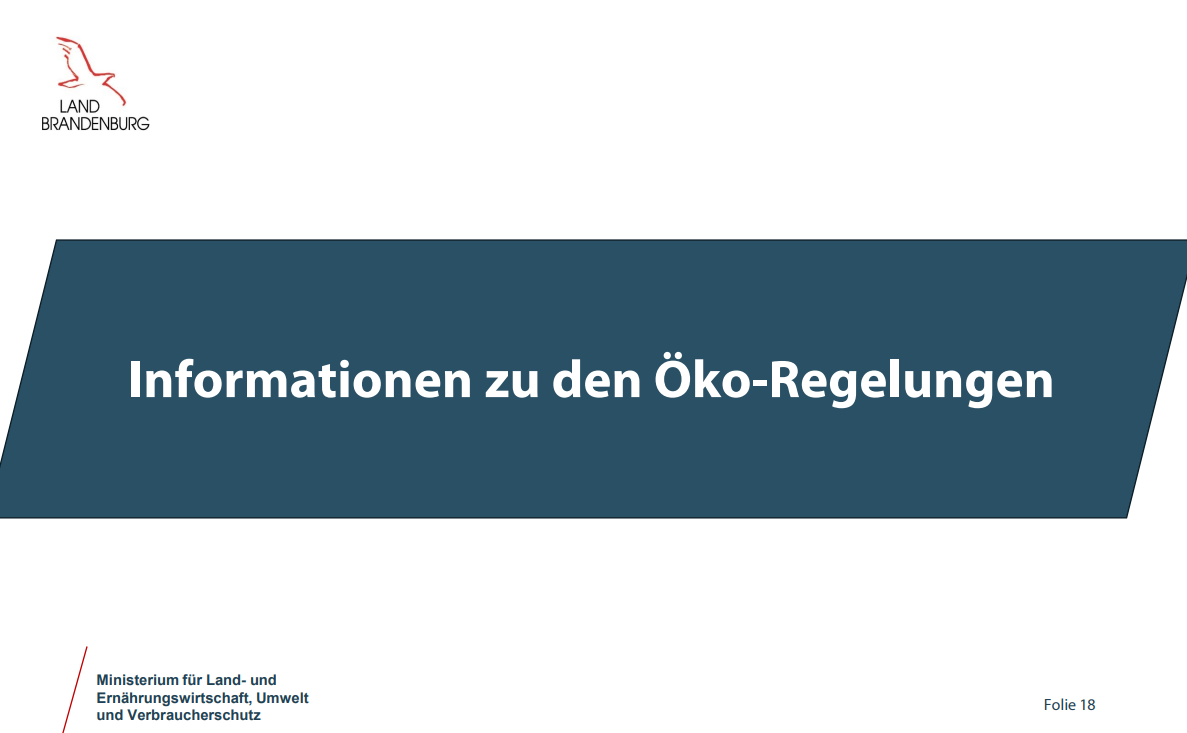 LAND
BRANDENBURG
Informationen zu den Öko-Regelungen
Ministerium für Land- und
Ernährungswirtschaft, Umwelt
und Verbraucherschutz
Folie 18